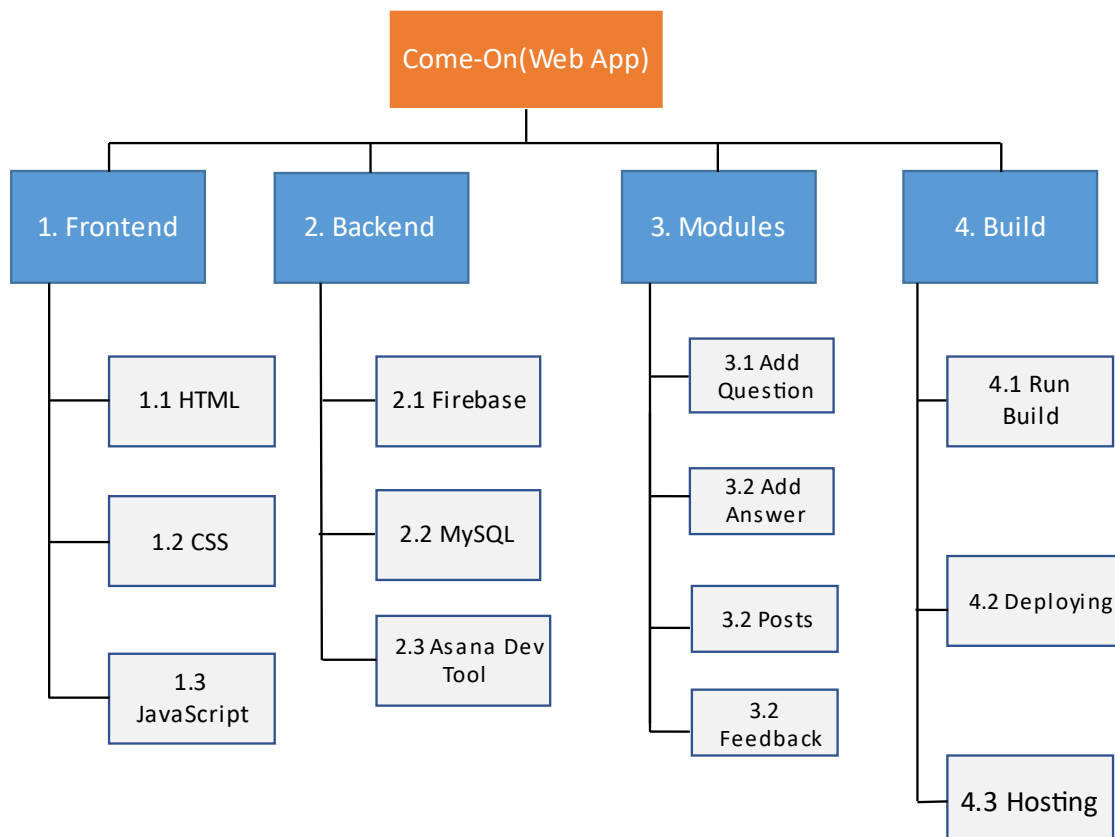 Come-On(Web App)
1. Frontend
2. Backend
3. Modules
4. Build
1.1 HTML
1.2 CSS
1.3
JavaScript
2.1 Firebase
2.2 MySQL
2.3 Asana Dev
Tool
3.1 Add
Question
3.2 Add
Answer
3.2 Posts
3.2
Feedback
4.1 Run
Build
4.2 Deploying
4.3 Hosting